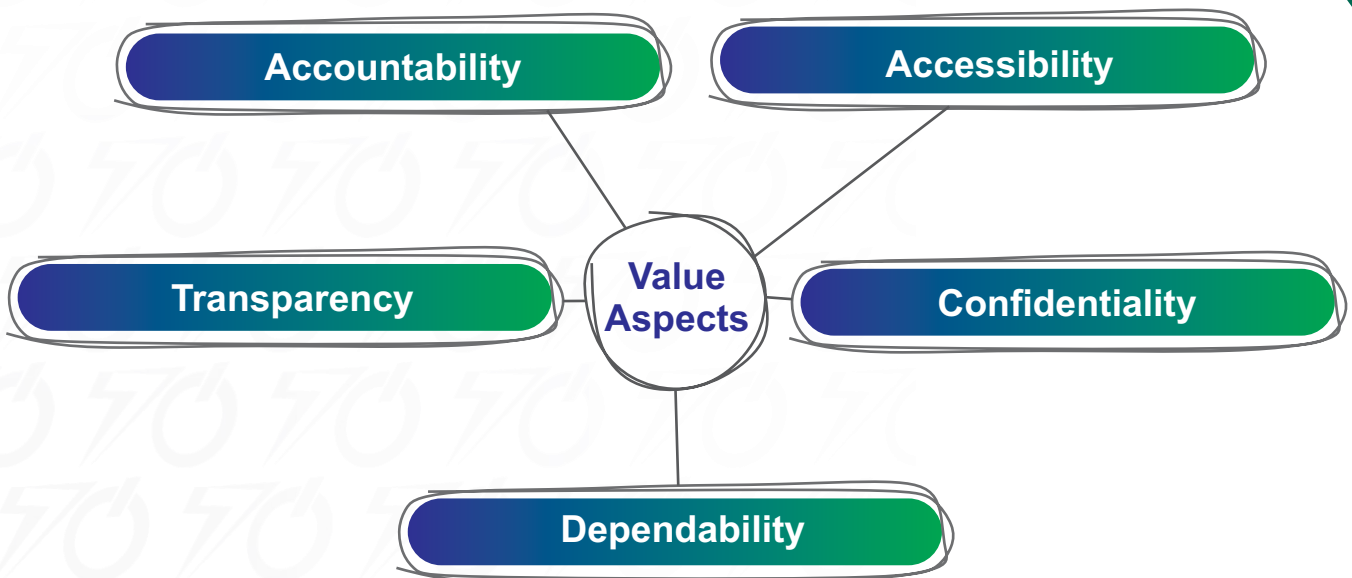 Accountability
Accessibility
Value
Aspects
Transparency
Confidentiality
Dependability